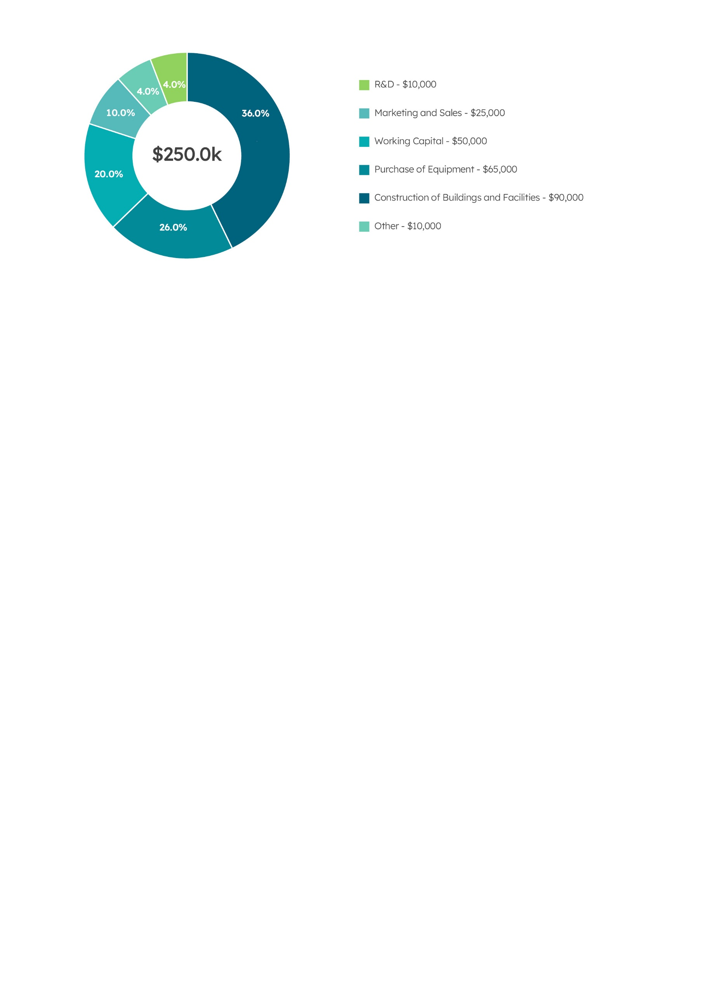 4.0%
4.0%
36.0%
10.0%
$250.0k
20.0%
26.0%
R&D - $10,000
Marketing and Sales - $25,000
Working Capital - $50,000
Purchase of Equipment - $65,000
Construction of Buildings and Facilities - $90,000
Other - $10,000